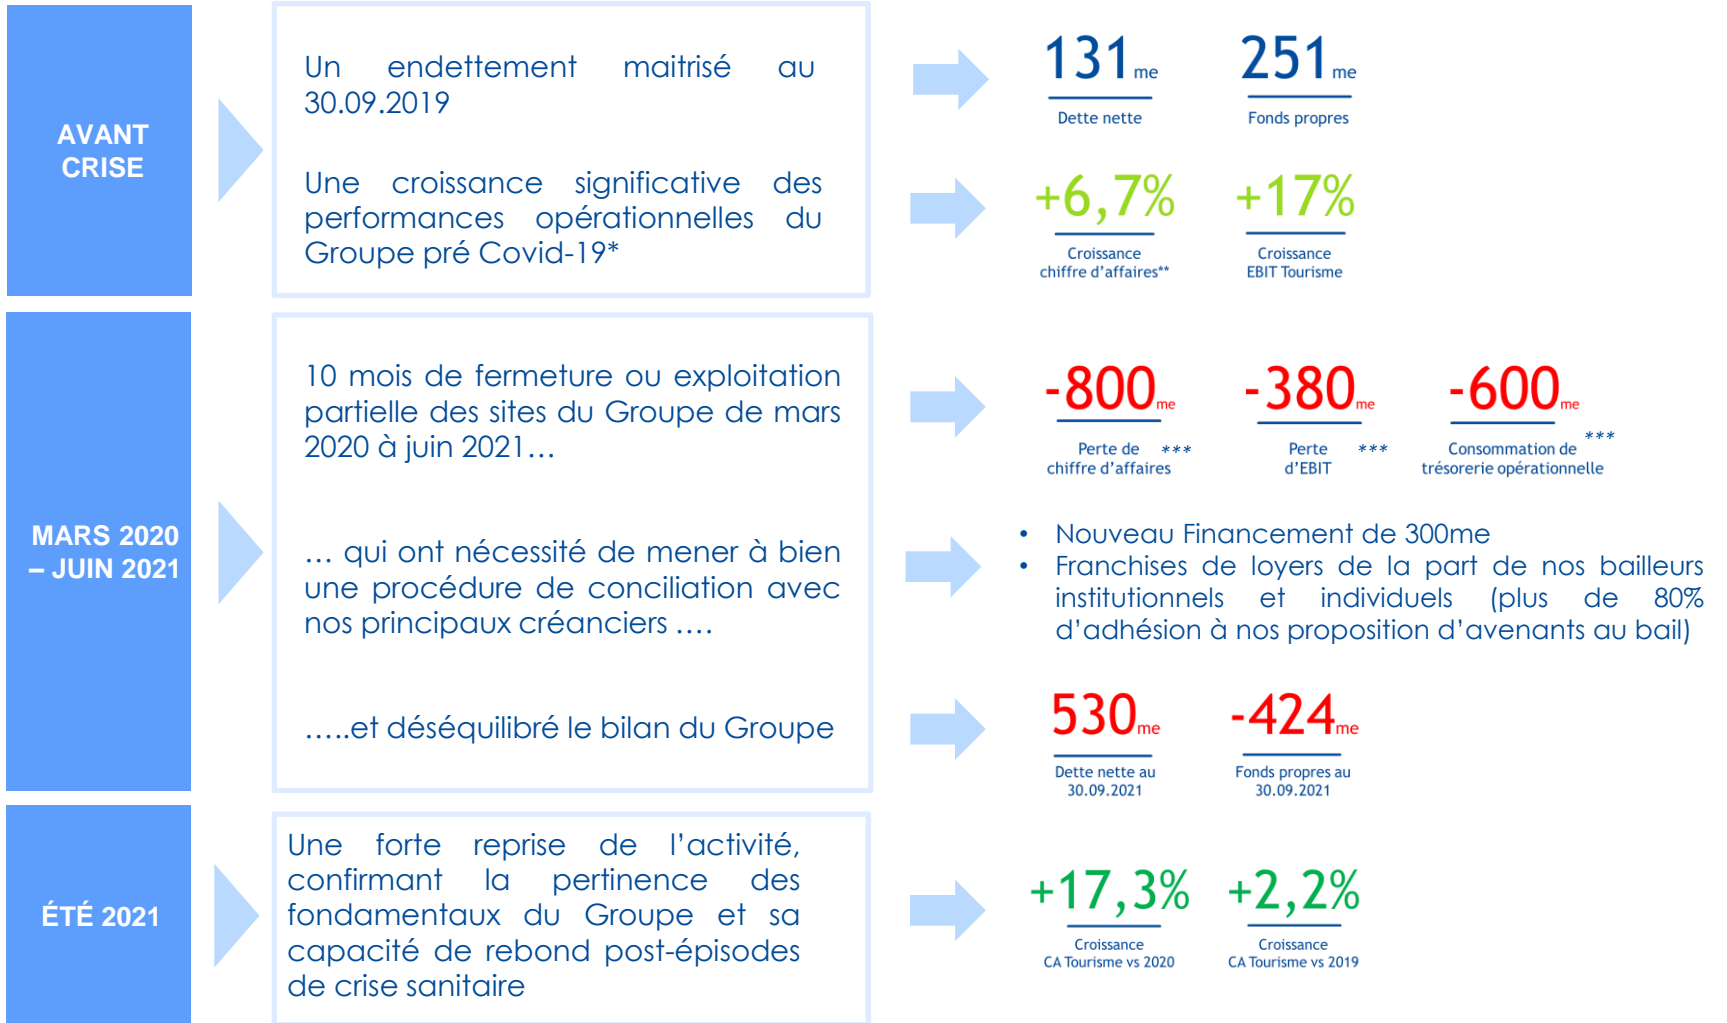 AVANT
CRISE
Un endettement maitrisé au
30.09.2019
Une croissance significative des
performances opérationnelles du
Groupe pré Covid-19*
131me
Dette nette
251me
Fonds propres
+6,7%
Croissance
chiffre d'affaires**
+17%
Croissance
EBIT Tourisme
MARS 2020
– JUIN 2021
10 mois de fermeture ou exploitation
partielle des sites du Groupe de mars
2020 à juin 2021…
-800me
Perte de ***
chiffre d'affaires
-380me
Perte ***
d'EBIT
-600me
Consommation de ***
trésorerie opérationnelle
… qui ont nécessité de mener à bien
une procédure de conciliation avec
nos principaux créanciers ….
• Nouveau Financement de 300me
• Franchises de loyers de la part de nos bailleurs
institutionnels et individuels (plus de 80%
d'adhésion à nos proposition d'avenants au bail)
…..et déséquilibré le bilan du Groupe
530me
Dette nette au
30.09.2021
-424me
Fonds propres au
30.09.2021
ÉTÉ 2021
Une forte reprise de l'activité,
confirmant la pertinence des
fondamentaux du Groupe et sa
capacité de rebond post-épisodes
de crise sanitaire
+17,3%
Croissance
CA Tourisme vs 2020
+2,2%
Croissance
CA Tourisme vs 2019